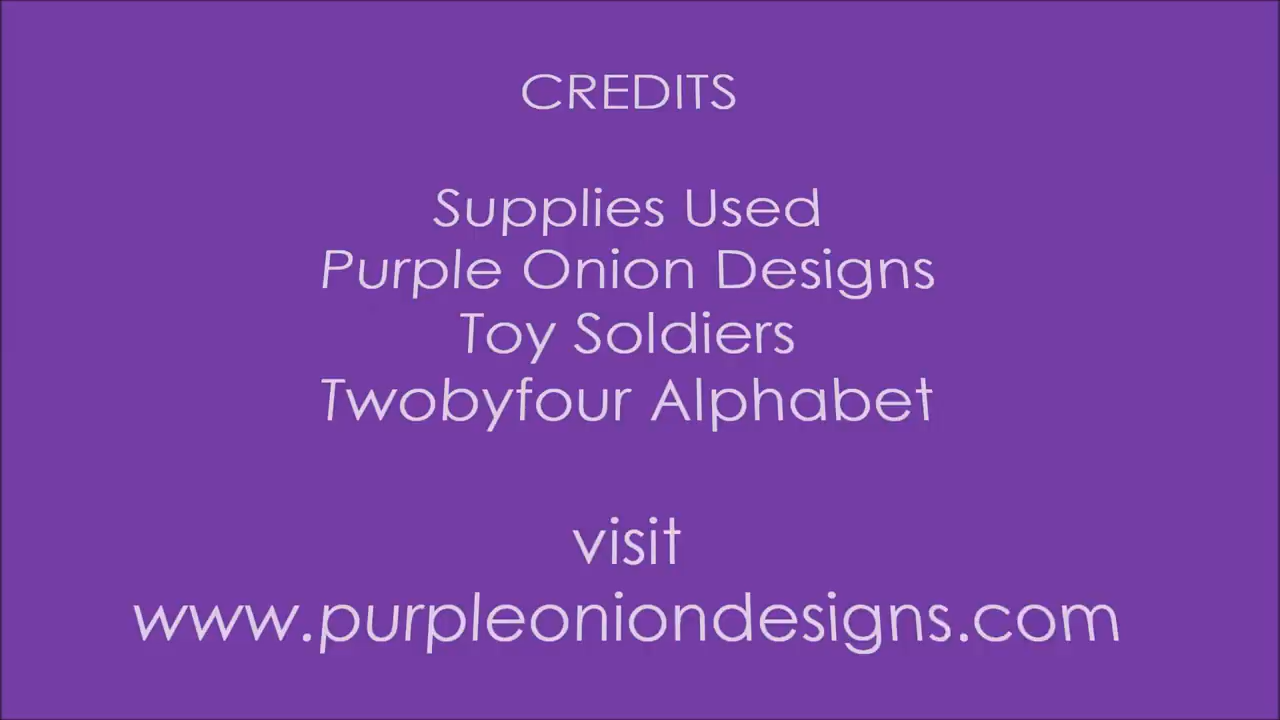 CREDITS
Supplies Used
Purple Onion Designs
Toy Soldiers
Twobyfour Alphabet
visit
www.purpleoniondesigns.com